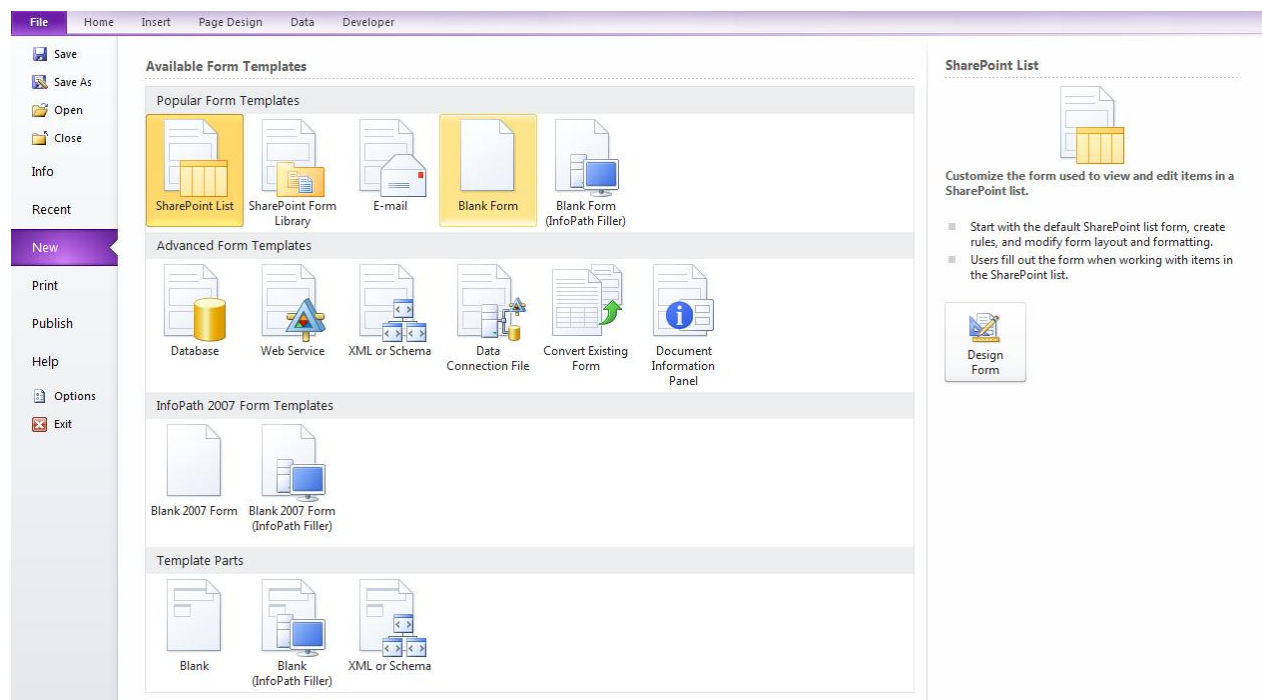 File Home Insert Page Design Data Developer
Save
Save As
Open
Close
Info
Recent
New
Print
Publish
Help
Options
Exit
Available Form Templates
Popular Form Templates
SharePoint List
SharePoint Form
Library
E-mail
Blank Form
Blank Form
(InfoPath Filler)
Advanced Form Templates
Database
Web Service
XML or Schema
Data
Connection File
Convert Existing
Form
Document
Information
Panel
InfoPath 2007 Form Templates
Blank 2007 Form
Blank 2007 Form
(InfoPath Filler)
Template Parts
Blank
Blank
(InfoPath Filler)
XML or Schema
SharePoint List
Customize the form used to view and edit items in a
SharePoint list.
Start with the default SharePoint list form, create
rules, and modify form layout and formatting.
Users fill out the form when working with items in
the SharePoint list.
Design
Form